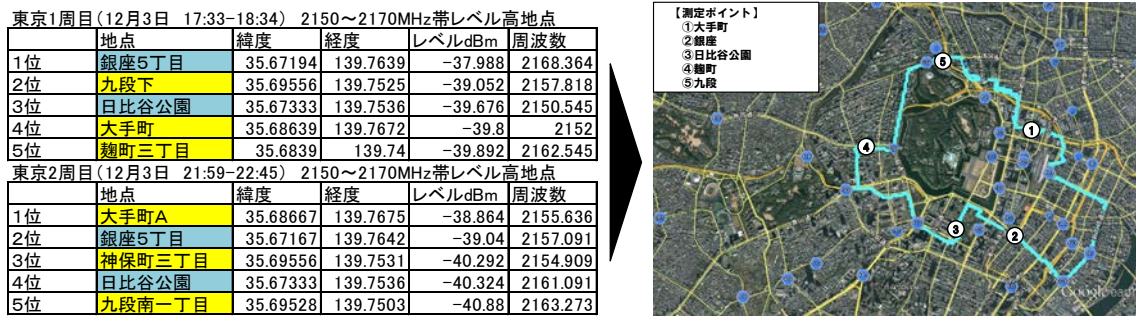 東京1周目(12月3日 17:33-18:34) 2150～2170MHz帯レベル高地点
地点 緯度 経度 レベルdBm 周波数
1位 銀座5丁目 35.67194 139.7639 -37.988 2168.364
2位 九段下 35.69556 139.7525 -39.052 2157.818
3位 日比谷公園 35.67333 139.7536 -39.676 2150.545
4位 大手町 35.68639 139.7672 -39.8 2152
5位 麹町三丁目 35.6839 139.74 -39.892 2162.545
東京2周目(12月3日 21:59-22:45) 2150～2170MHz帯レベル高地点
地点 緯度 経度 レベルdBm 周波数
1位 大手町A 35.68667 139.7675 -38.864 2155.636
2位 銀座5丁目 35.67167 139.7642 -39.04 2157.091
3位 神保町三丁目 35.69556 139.7531 -40.292 2154.909
4位 日比谷公園 35.67333 139.7536 -40.324 2161.091
5位 九段南一丁目 35.69528 139.7503 -40.88 2163.273
【測定ポイント】
①大手町
②銀座
③日比谷公園
④麹町
⑤九段
⑤
①
④
③
②
Google earth